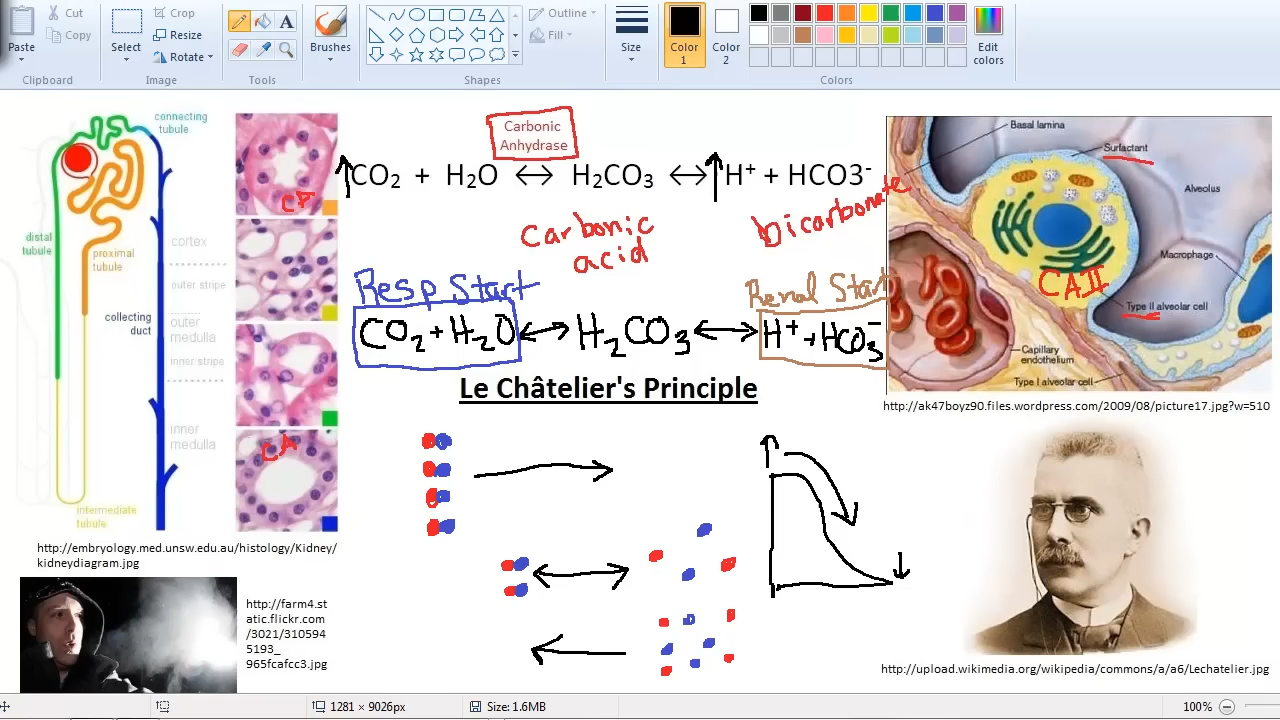 Paste
Cut
Copy
Clipboard
Select
Crop
Resize
Rotate
Image
A
Tools
Brushes
Outline
Fill
Shapes
Size
Color
1
Color
2
Colors
Edit
colors
connecting
tubule
distal
tubule
proximal
tubule
collecting
duct
cortex
outer stripe
outer
medulla
inner stripe
inner
medulla
intermediate
tubule
CA
http://embryology.med.unsw.edu.au/histology/Kidney/
kidneydiagram.jpg
http://farm4.st
atic.flickr.com
/3021/310594
5193_
965fcafcc3.jpg
Carbonic
Anhydrase
CO2 + H2O ↔ H2CO3 ↔ H+ + HCO3-
carbonic
acid
bicarbonate
Resp Start
Renal Start
CO2 + H2O ↔ H2CO3 ↔ H+ + HCO3-
Le Châtelier's Principle
Basal lamina
Surfactant
Alveolus
Macrophage
CAII
Type II alveolar cell
Capillary
endothelium
Type I alveolar cell
http://ak47boyz90.files.wordpress.com/2009/08/picture17.jpg?w=510
http://upload.wikimedia.org/wikipedia/commons/a/a6/Lechatelier.jpg
1281 × 9026px
Size: 1.6MB
100%